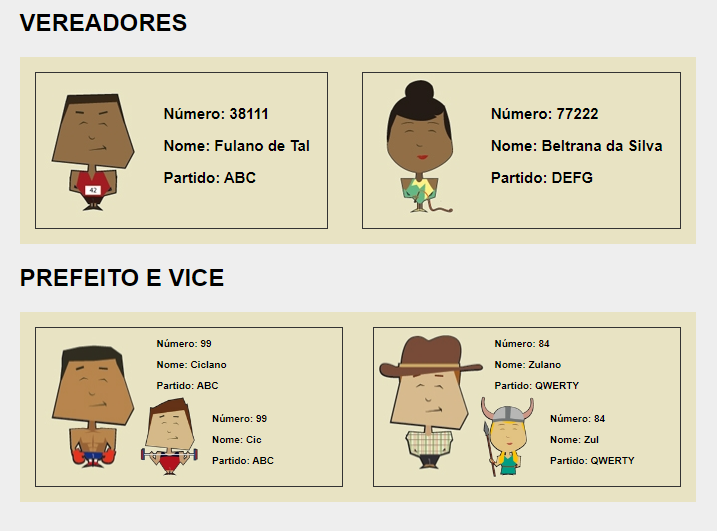 VEREADORES
Número: 38111
Nome: Fulano de Tal
Partido: ABC
42
Número: 77222
Nome: Beltrana da Silva
Partido: DEFG
PREFEITO E VICE
Número: 99
Nome: Ciclano
Partido: ABC
Número: 99
Nome: Cic
Partido: ABC
Número: 84
Nome: Zulano
Partido: QWERTY
Número: 84
Nome: Zul
Partido: QWERTY